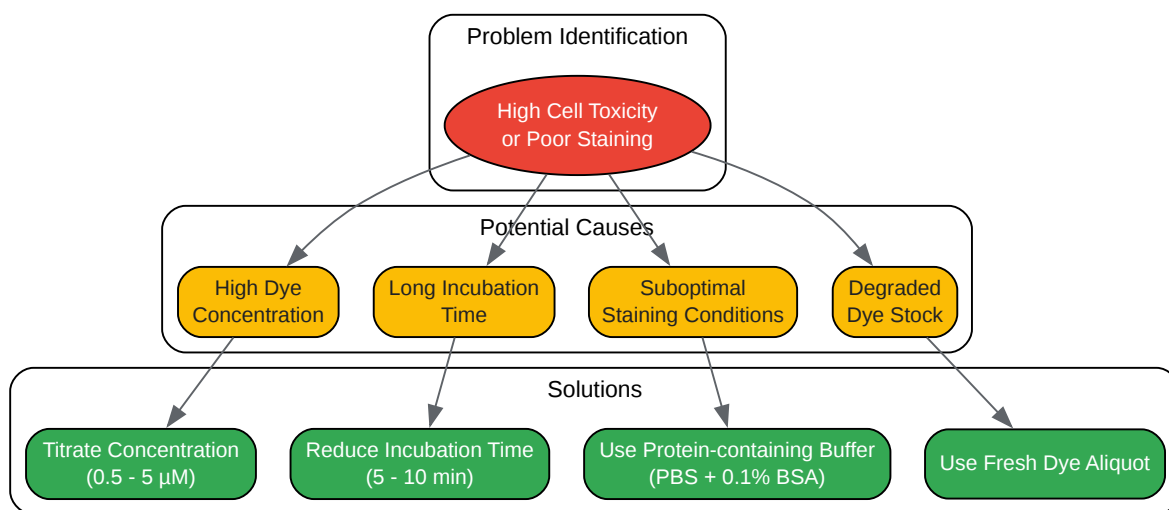 Problem Identification
High Cell Toxicity
or Poor Staining
Potential Causes
High Dye
Concentration
Long Incubation
Time
Suboptimal
Staining Conditions
Degraded
Dye Stock
Solutions
Titrate Concentration
(0.5 - 5 µM)
Reduce Incubation Time
(5 - 10 min)
Use Protein-containing Buffer
(PBS + 0.1% BSA)
Use Fresh Dye Aliquot